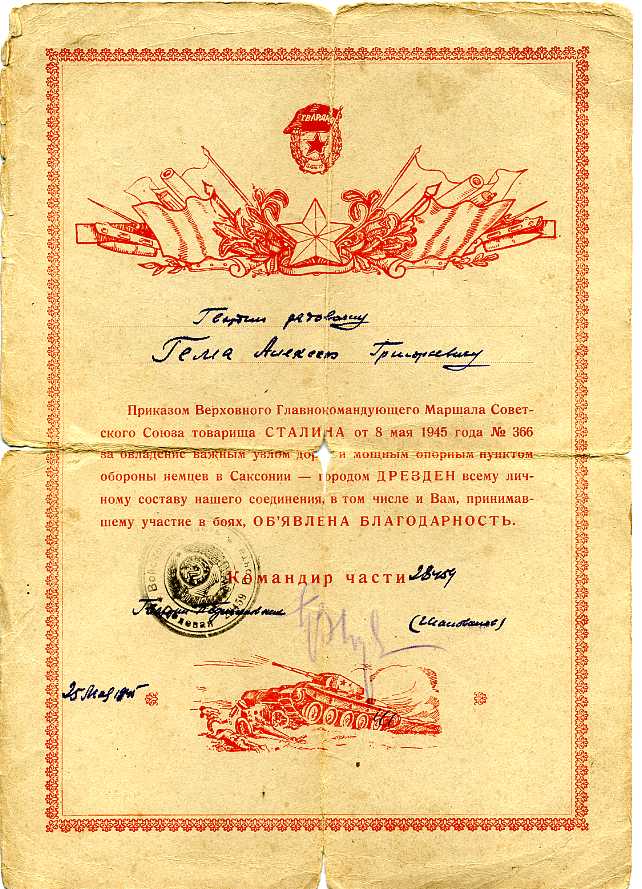 ГВАРДИЯ
Гвардии рядовому
Гема Алексею Григорьевичу
Приказом Верховного Главнокомандующего Маршала Совет-
ского Союза товарища СТАЛИНА от 8 мая 1945 года № 366
за овладение важным узлом дорог и мощным опорным пунктом
обороны немцев в Саксонии — городом ДРЕЗДЕН всему лич-
ному составу нашего соединения, в том числе и Вам, принимав-
шему участие в боях, ОБ'ЯВЛЕНА БЛАГОДАРНОСТЬ.
Командир части 28459
Гвардии
25 мая 1945